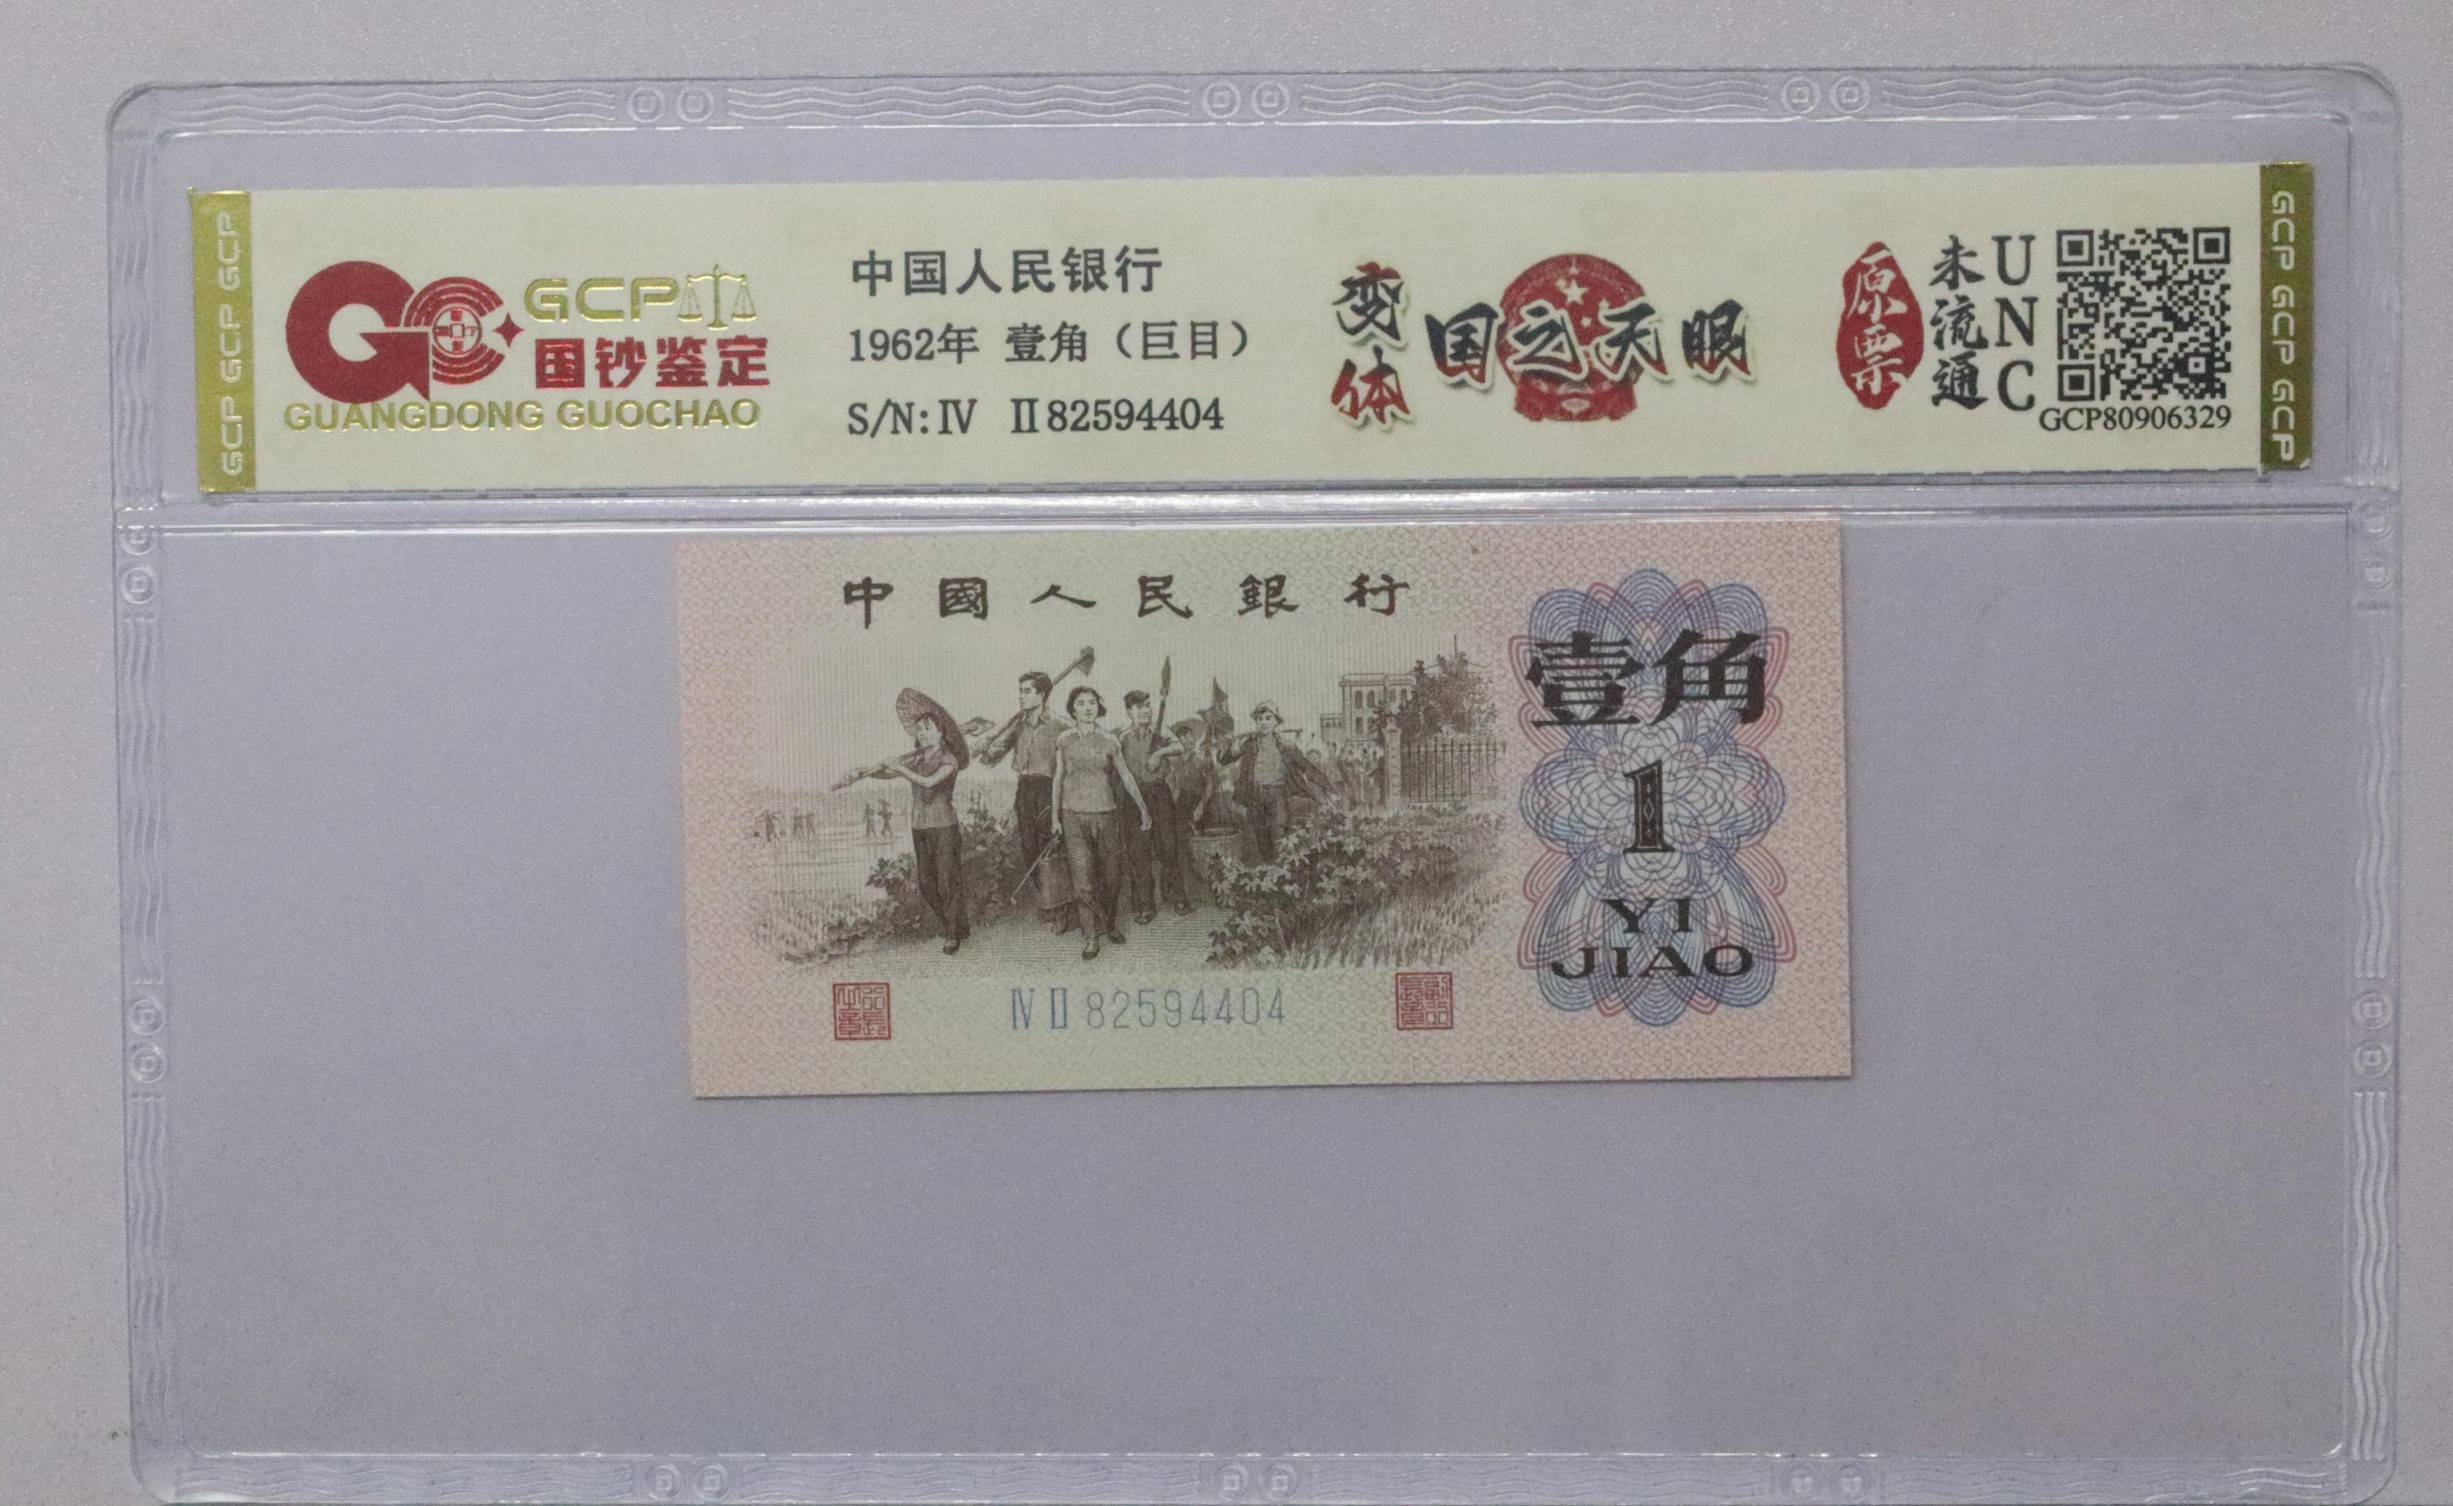 GCP GCP GCP
GCP
国钞鉴定
GUANGDONG GUOCHAO
中国人民银行
1962年 壹角（巨目）
S/N:Ⅳ Ⅱ82594404
变体
国之天眼
原票
未流通
UNC
GCP80906329
GCP GCP GCP
中國人民銀行
壹角
1
YI
JIAO
Ⅳ Ⅱ 82594404